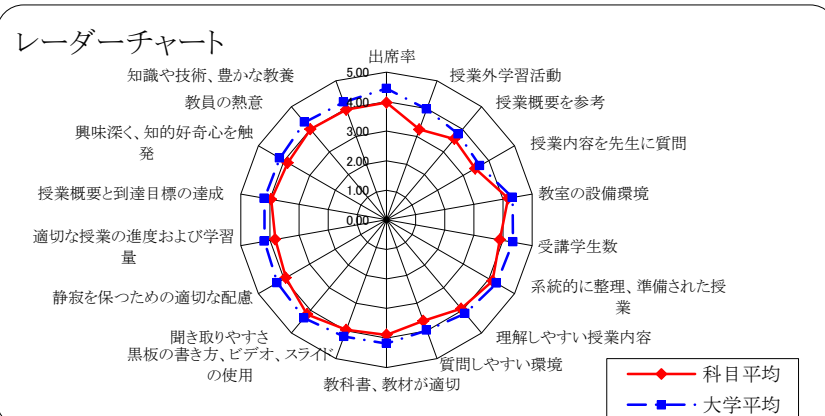 レーダーチャート
出席率
授業外学習活動
授業概要を参考
授業内容を先生に質問
教室の設備環境
受講学生数
系統的に整理、準備された授
業
理解しやすい授業内容
質問しやすい環境
教科書、教材が適切
黒板の書き方、ビデオ、スライド
の使用
聞き取りやすさ
静寂を保つための適切な配慮
適切な授業の進度および学習
量
授業概要と到達目標の達成
興味深く、知的好奇心を触
発
教員の熱意
知識や技術、豊かな教養
5.00
4.00
3.00
2.00
1.00
0.00
科目平均
大学平均